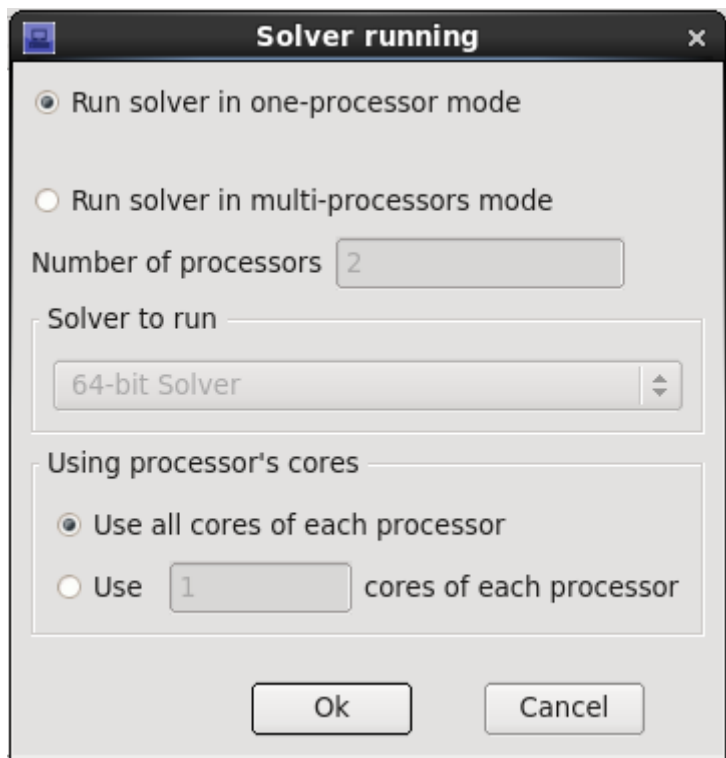 Solver running
Run solver in one-processor mode
Run solver in multi-processors mode
Number of processors 2
Solver to run
64-bit Solver
Using processor's cores
Use all cores of each processor
Use 1 cores of each processor
Ok Cancel